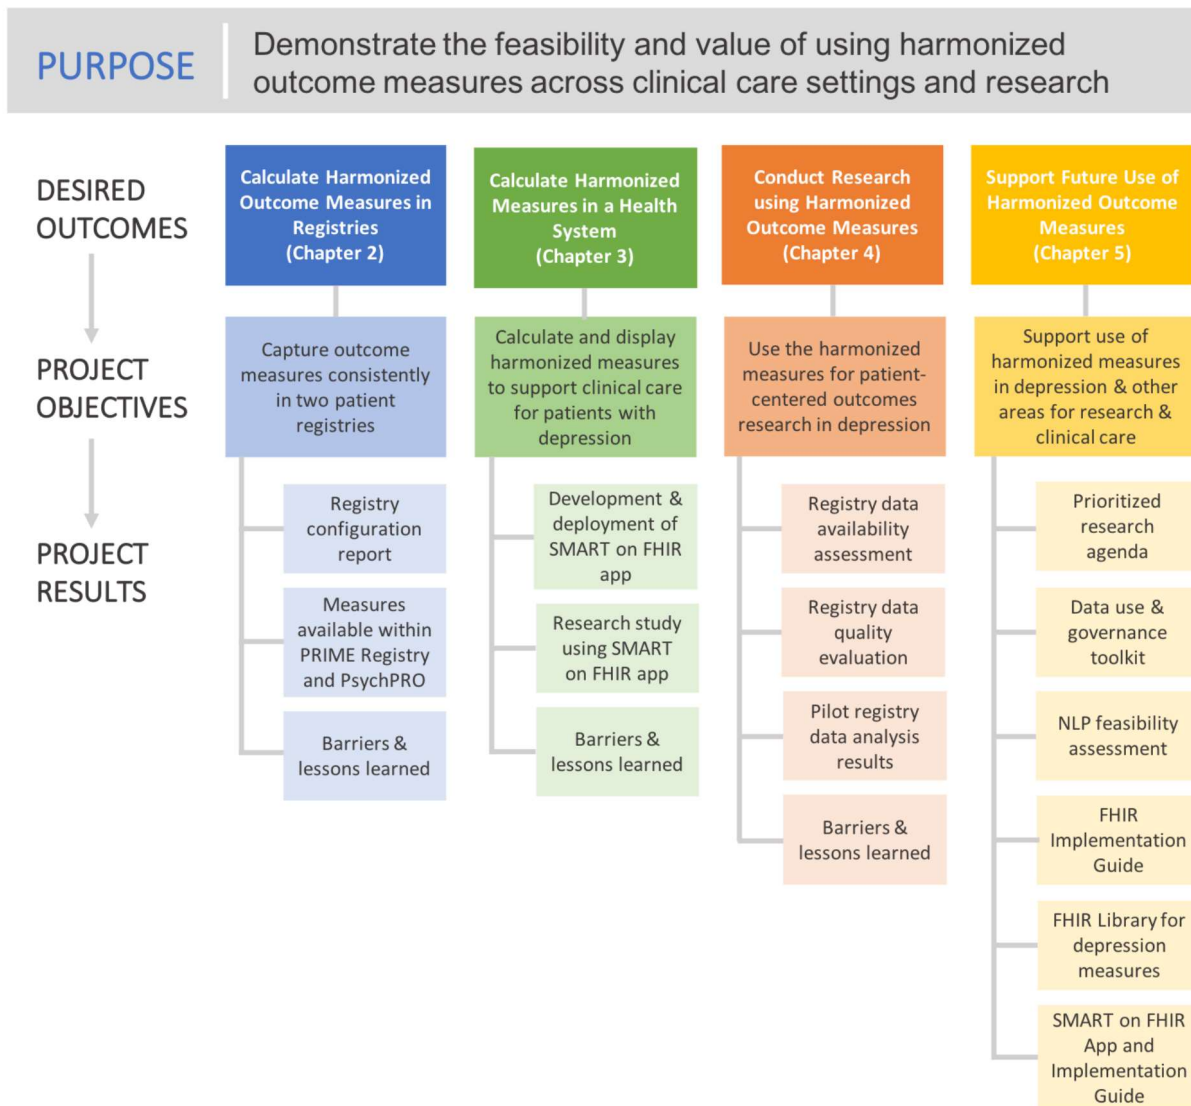 PURPOSE
Demonstrate the feasibility and value of using harmonized
outcome measures across clinical care settings and research
DESIRED
OUTCOMES
Calculate Harmonized
Outcome Measures in
Registries
(Chapter 2)
Calculate Harmonized
Measures in a Health
System
(Chapter 3)
Conduct Research
using Harmonized
Outcome Measures
(Chapter 4)
Support Future Use of
Harmonized Outcome
Measures
(Chapter 5)
PROJECT
OBJECTIVES
Capture outcome
measures consistently
in two patient
registries
Calculate and display
harmonized measures
to support clinical care
for patients with
depression
Use the harmonized
measures for patient-
centered outcomes
research in depression
Support use of
harmonized measures
in depression & other
areas for research &
clinical care
PROJECT
RESULTS
Registry
configuration
report
Measures
available within
PRIME Registry
and PsychPRO
Barriers &
lessons learned
Development &
deployment of
SMART on FHIR
app
Research study
using SMART
on FHIR app
Barriers &
lessons learned
Registry data
availability
assessment
Registry data
quality
evaluation
Pilot registry
data analysis
results
Barriers &
lessons learned
Prioritized
research
agenda
Data use &
governance
toolkit
NLP feasibility
assessment
FHIR
Implementation
Guide
FHIR Library for
depression
measures
SMART on FHIR
App and
Implementation
Guide